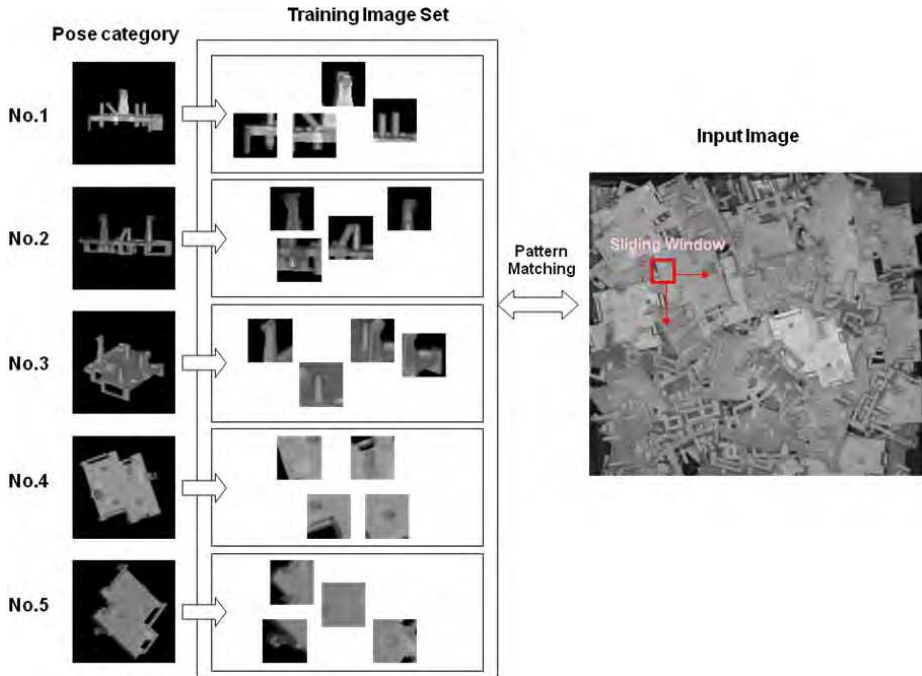 Training Image Set
Pose category
No.1
Input Image
No.2
Sliding Window
Pattern
Matching
No.3
No.4
No.5